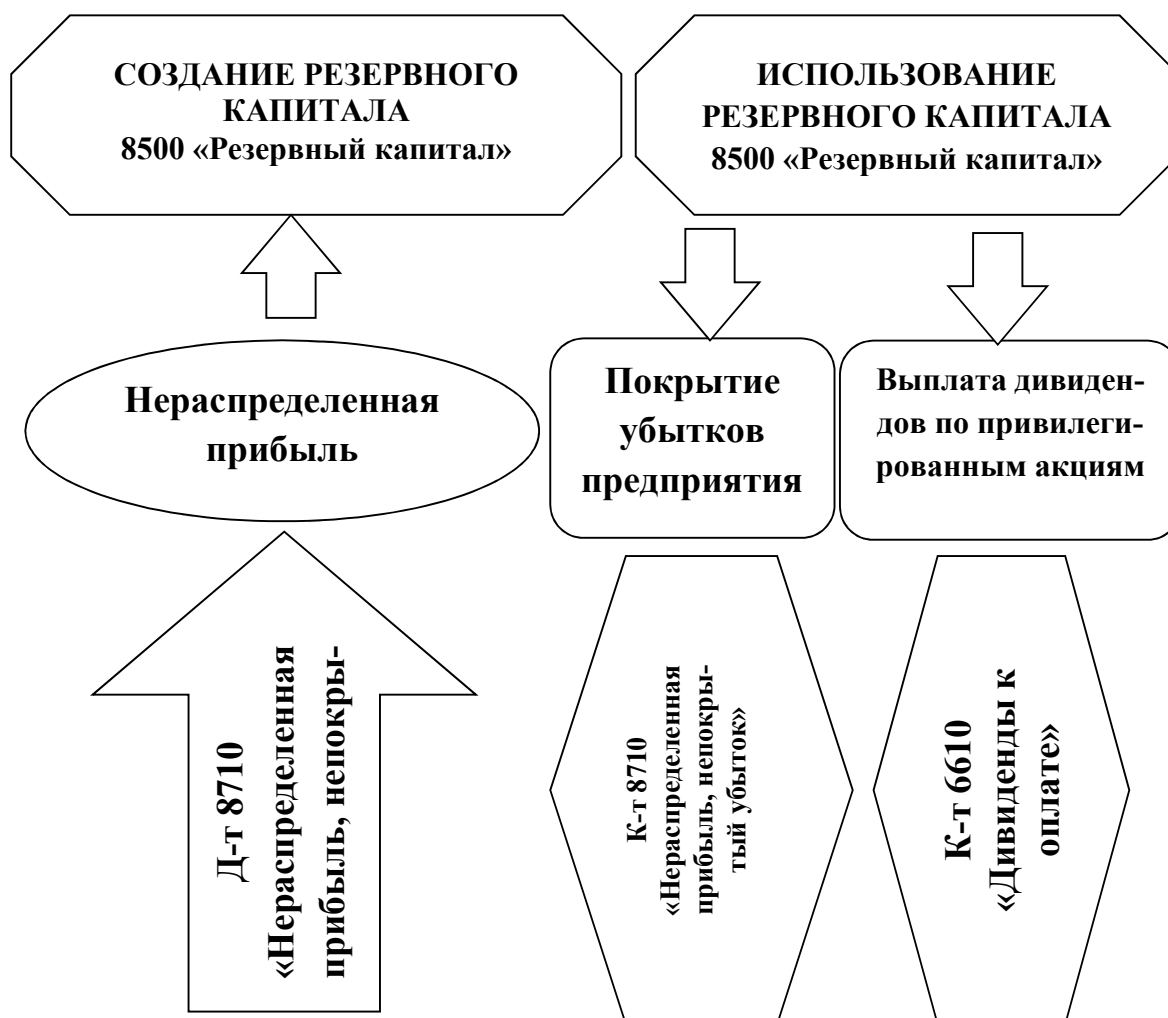 СОЗДАНИЕ РЕЗЕРВНОГО
КАПИТАЛА
8500 «Резервный капитал»
ИСПОЛЬЗОВАНИЕ
РЕЗЕРВНОГО КАПИТАЛА
8500 «Резервный капитал»
Нераспределенная
прибыль
Покрытие
убытков
предприятия
Выплата дивиден-
дов по привилеги-
рованным акциям
Д-т 8710
«Нераспределенная
прибыль, непокры-
К-т 8710
«Нераспределенная
прибыль, непокры-
тый убыток»
К-т 6610
«Дивиденды к
оплате»